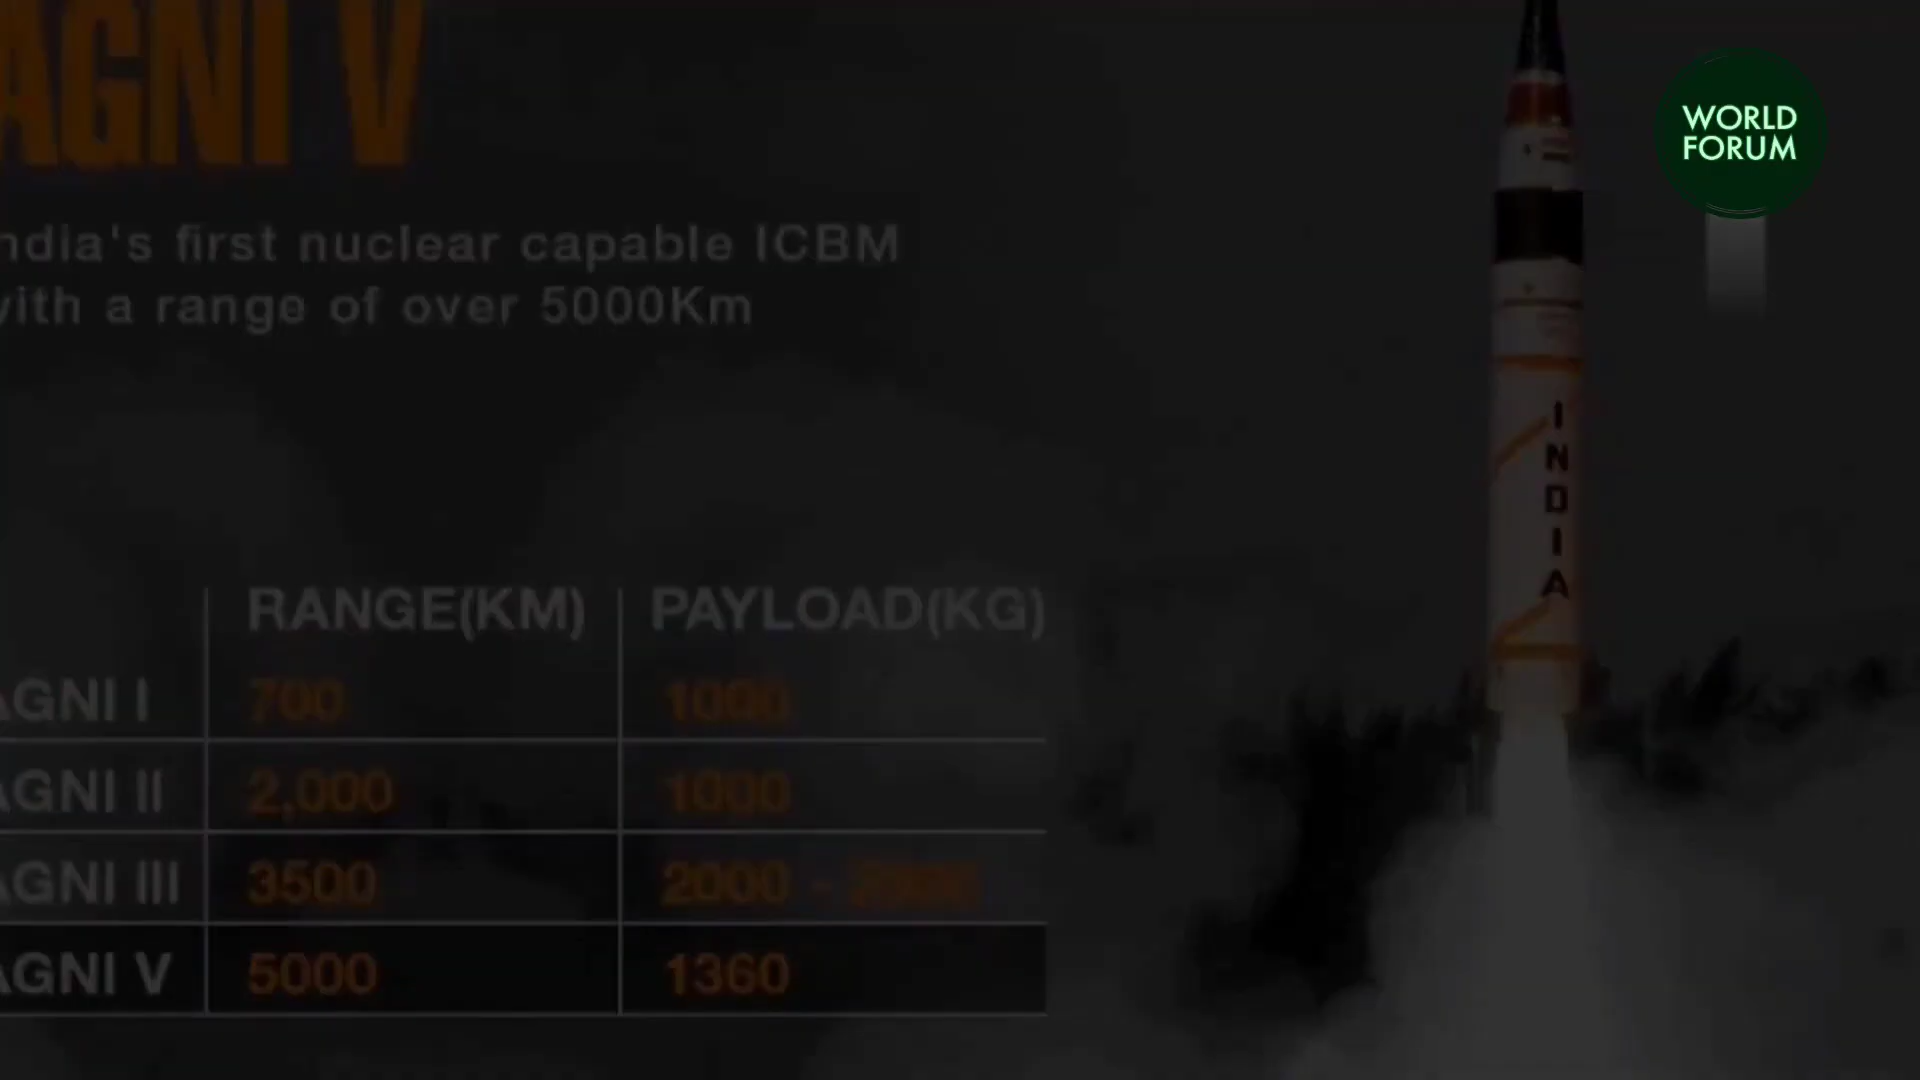 AGNI V
ndia's first nuclear capable ICBM
with a range of over 5000Km
WORLD
FORUM
INDIA
RANGE(KM) PAYLOAD(KG)
AGNI I 700 1000
AGNI II 2,000 1000
AGNI III 3500 2000 -
AGNI V 5000 1360